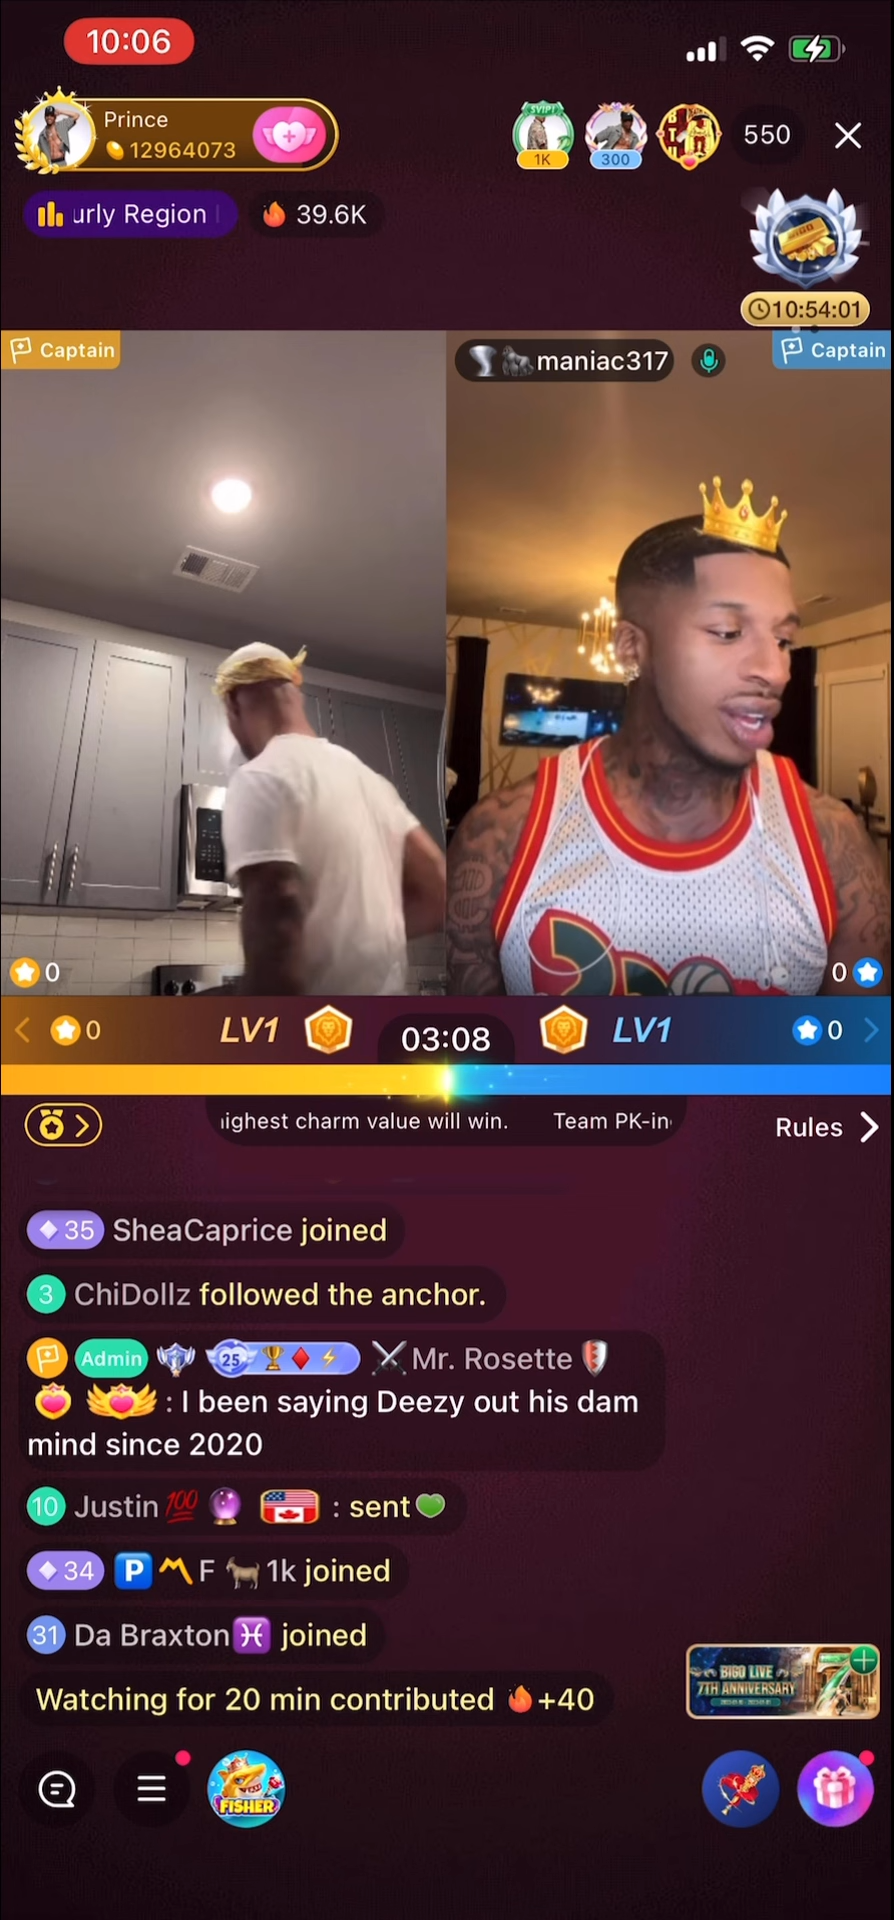 10:06
Prince
12964073
SVIP7
1K
300
550
urly Region
39.6K
10:54:01
Captain
maniac317
Captain
0
0
0
LV1
03:08
LV1
0
ighest charm value will win. Team PK-in
Rules
35 SheaCaprice joined
3 ChiDollz followed the anchor.
Admin 25 Mr. Rosette
: I been saying Deezy out his dam
mind since 2020
10 Justin 💯🔮 : sent💚
34 🅿️〽️F🐐1k joined
31 Da Braxton♓ joined
Watching for 20 min contributed 🔥+40
BIGO LIVE
7TH ANNIVERSARY
FISHER